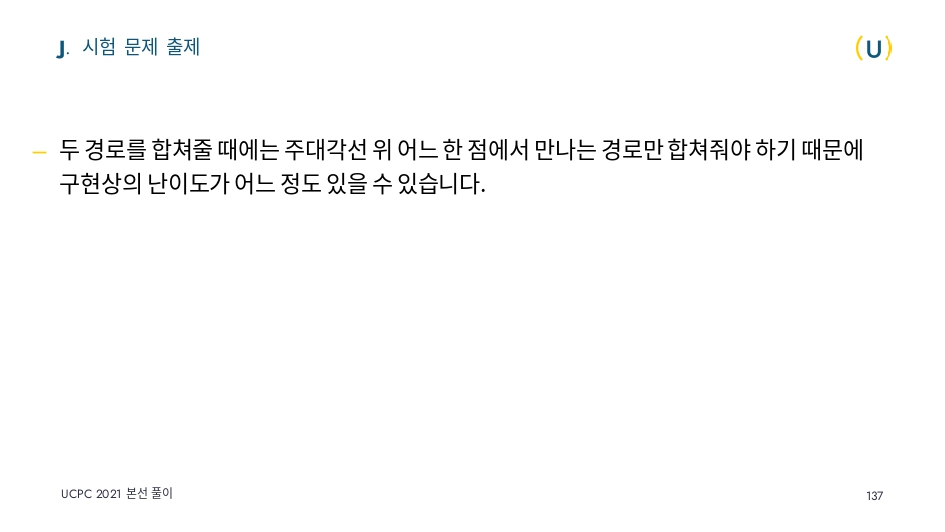 J. 시험 문제 출제
(U)
– 두 경로를 합쳐줄 때에는 주대각선 위 어느 한 점에서 만나는 경로만 합쳐줘야 하기 때문에
구현상의 난이도가 어느 정도 있을 수 있습니다.
UCPC 2021 본선 풀이
137